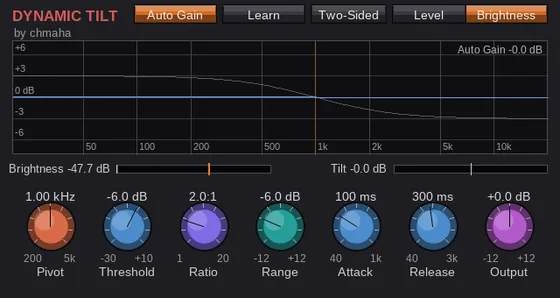 DYNAMIC TILT Auto Gain Learn Two-Sided Level Brightness
by chmaha
+6 Auto Gain -0.0 dB
+3
0 dB
-3
-6
50 100 200 500 1k 2k 5k 10k
Brightness -47.7 dB Tilt -0.0 dB
1.00 kHz -6.0 dB 2.0:1 -6.0 dB 100 ms 300 ms +0.0 dB
200 5k -30 +10 1 20 -12 +12 40 1k 40 3k -12 +12
Pivot Threshold Ratio Range Attack Release Output